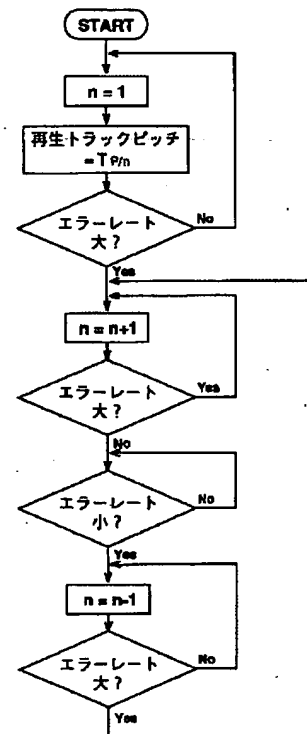 START
n = 1
再生トラックピッチ
= T P/n
エラーレート
大?
No
Yes
n = n+1
エラーレート
大?
Yes
No
エラーレート
小?
No
Yes
n = n-1
エラーレート
大?
No
Yes